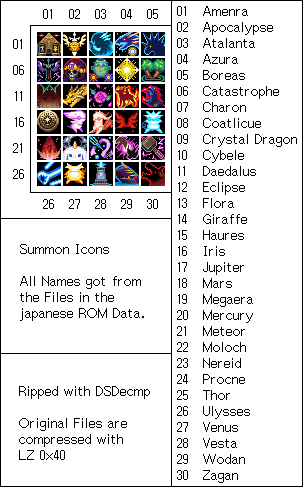 01 02 03 04 05
01
06
11
16
21
26
26 27 28 29 30
Summon Icons
All Names got from
the Files in the
japanese ROM Data.
Ripped with DSDecmp
Original Files are
compressed with
LZ 0x40
01 Amenra
02 Apocalypse
03 Atalanta
04 Azura
05 Boreas
06 Catastrophe
07 Charon
08 Coatlicue
09 Crystal Dragon
10 Cybele
11 Daedalus
12 Eclipse
13 Flora
14 Giraffe
15 Haures
16 Iris
17 Jupiter
18 Mars
19 Megaera
20 Mercury
21 Meteor
22 Moloch
23 Nereid
24 Procne
25 Thor
26 Ulysses
27 Venus
28 Vesta
29 Wodan
30 Zagan